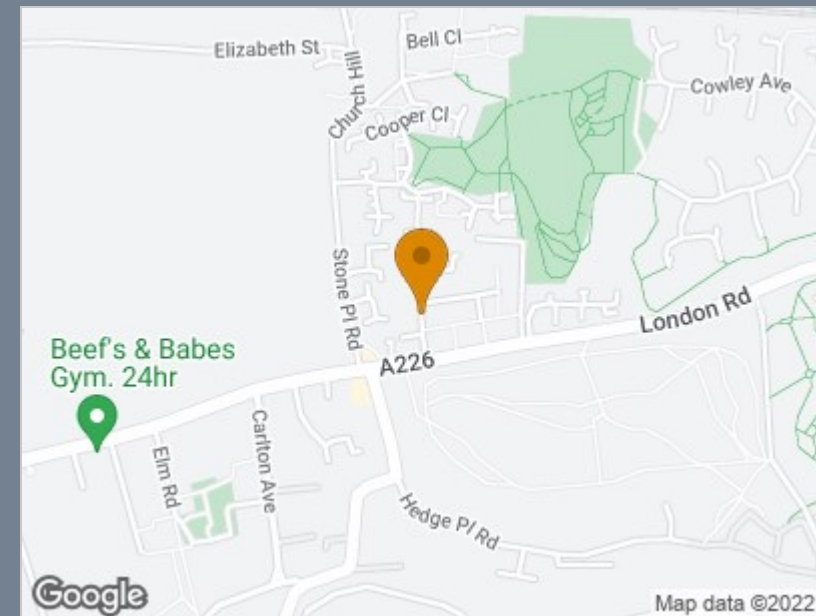 Elizabeth St
Bell Cl
Church Hill
Cooper Cl
Cowley Ave
Stone Pl Rd
London Rd
Beef's & Babes
Gym. 24hr
A226
Carlton Ave
Elm Rd
Hedge Pl Rd
Google
Map data ©2022